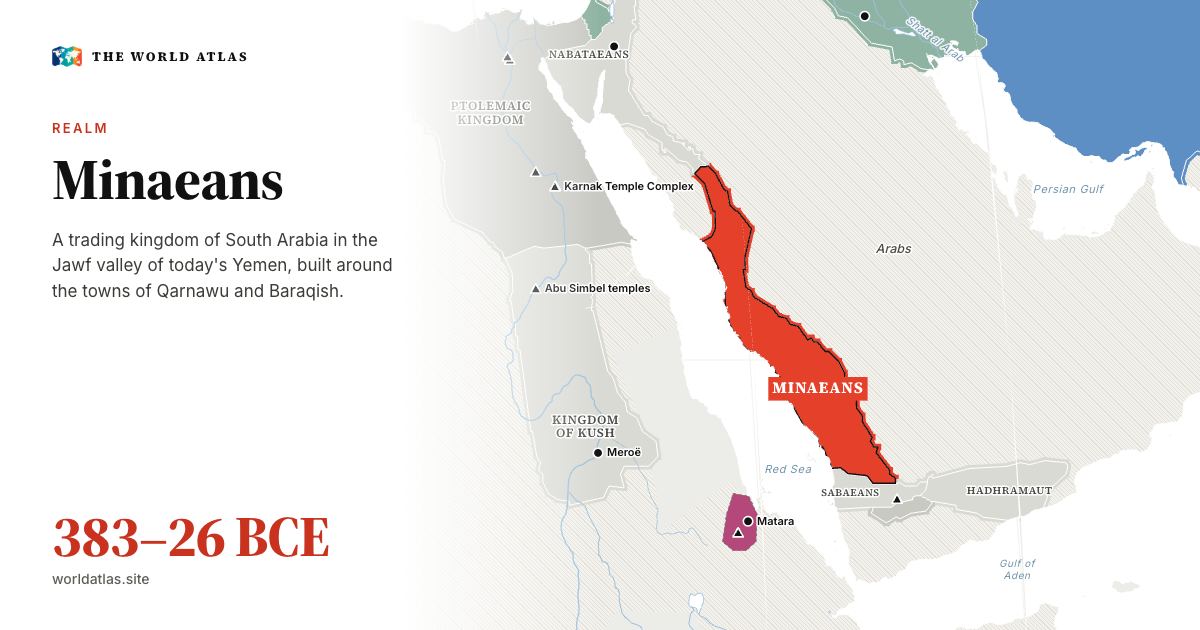 THE WORLD ATLAS
REALM
Minaeans
A trading kingdom of South Arabia in the
Jawf valley of today's Yemen, built around
the towns of Qarnawu and Baraqish.
383–26 BCE
worldatlas.site
NABATAEANS
Shatt al Arab
PTOLEMAIC
KINGDOM
Karnak Temple Complex
Persian Gulf
Arabs
Abu Simbel temples
MINAEANS
KINGDOM
OF KUSH
Meroë
Red Sea
SABAEANS
HADHRAMAUT
Matara
Gulf of
Aden